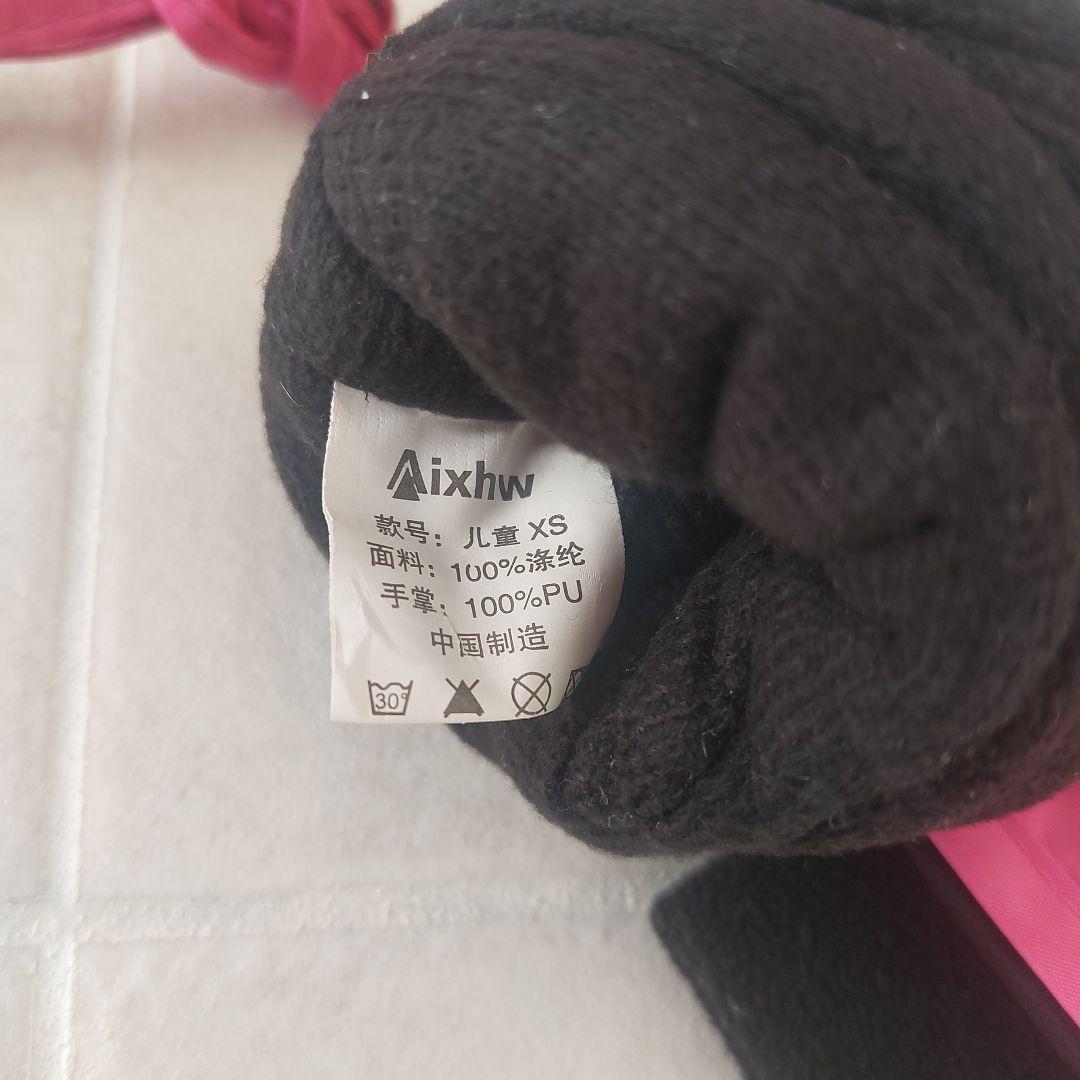 Aixhw
款号：儿童 XS
面料：100%涤纶
手掌：100%PU
中国制造
30°